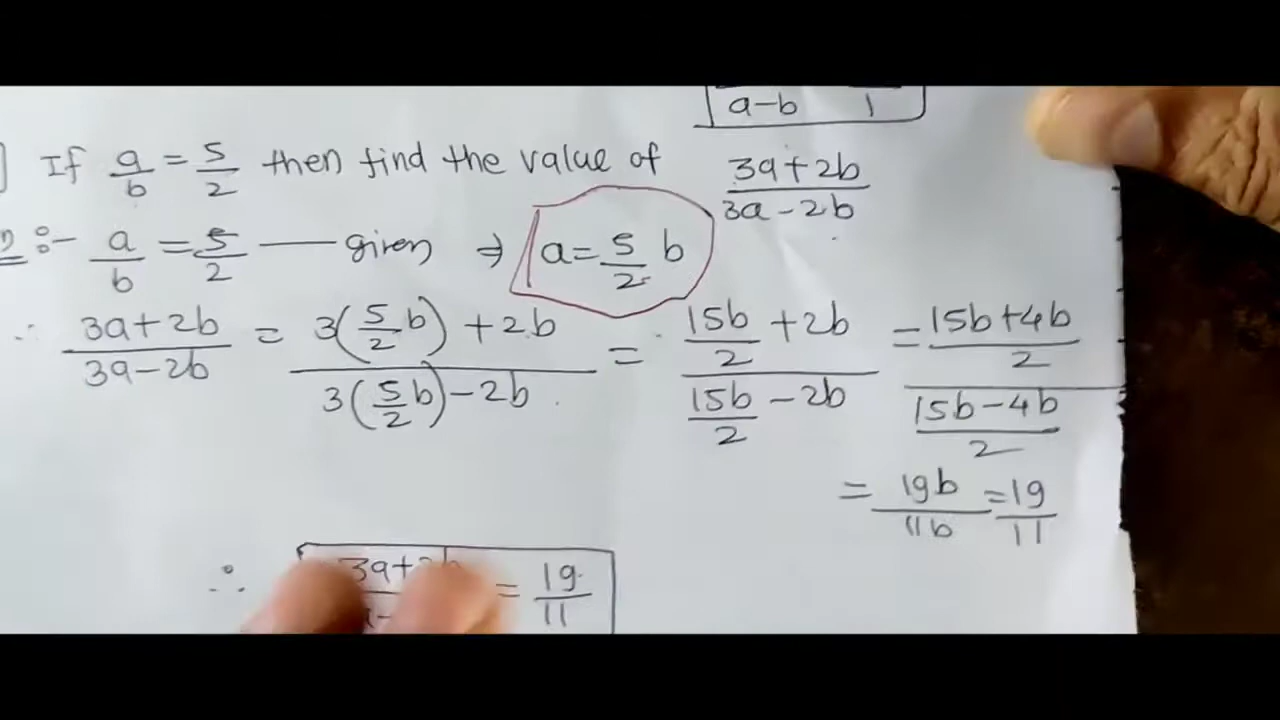 a-b 1
] If a/b = 5/2 then find the value of (3a+2b)/(3a-2b)
:- a/b = 5/2 — given ⇒ a = 5/2 b
∴ (3a+2b)/(3a-2b) = (3(5/2 b) + 2b)/(3(5/2 b) - 2b) = (15b/2 + 2b)/(15b/2 - 2b) = ((15b+4b)/2)/((15b-4b)/2)
= 19b/11b = 19/11
∴ 3a+2b = 19/11